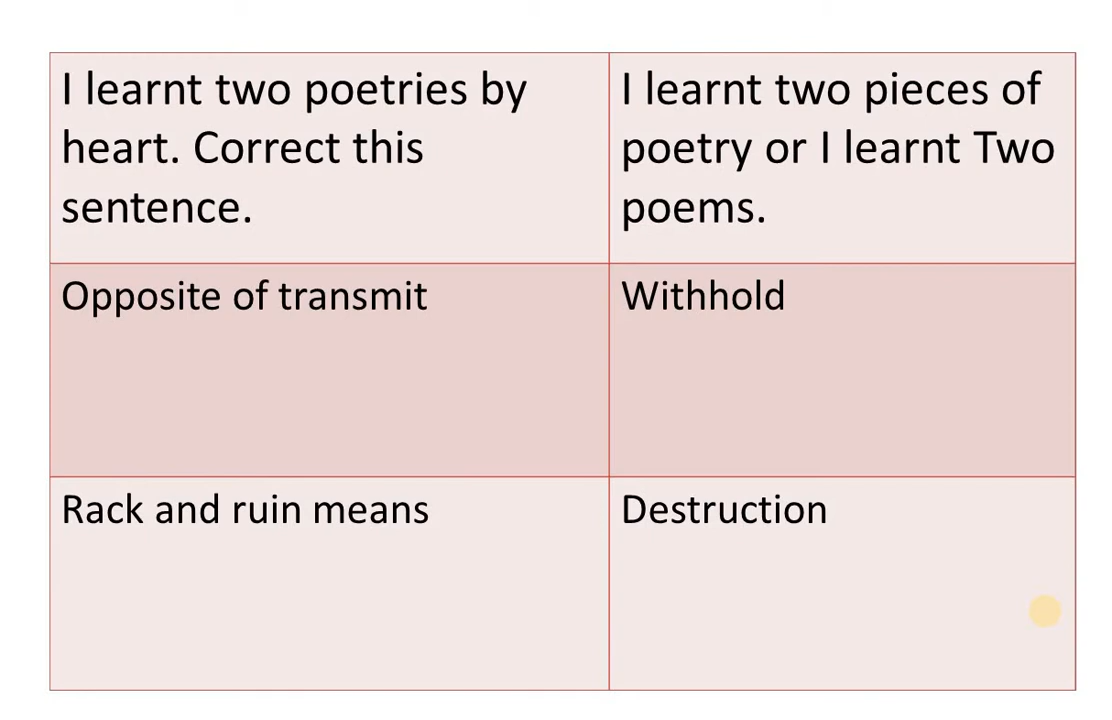 I learnt two poetries by
heart. Correct this
sentence.
I learnt two pieces of
poetry or I learnt Two
poems.
Opposite of transmit
Withhold
Rack and ruin means
Destruction